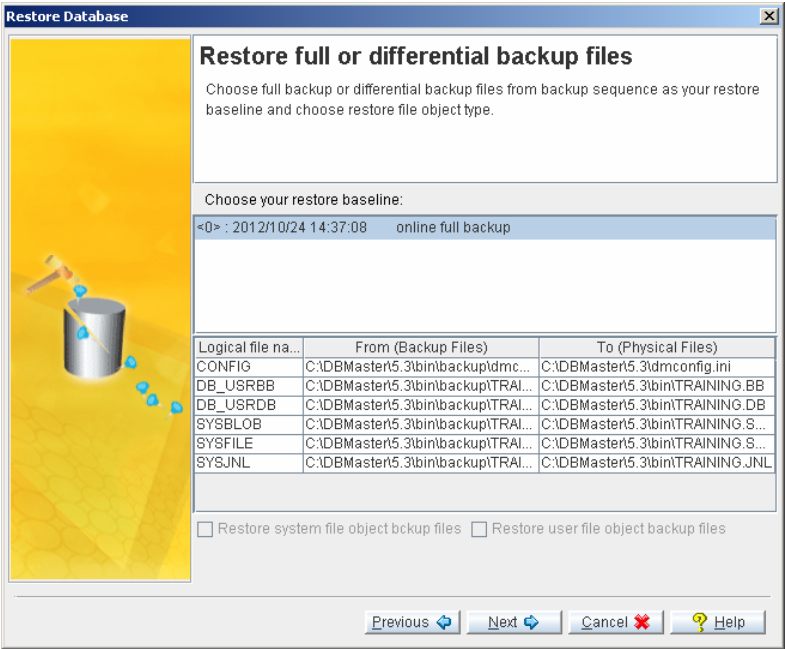 Restore Database
Restore full or differential backup files
Choose full backup or differential backup files from backup sequence as your restore
baseline and choose restore file object type.
Choose your restore baseline:
<0> : 2012/10/24 14:37:08 online full backup
Logical file na... From (Backup Files) To (Physical Files)
CONFIG C:\DBMaster\5.3\bin\backup\dmc... C:\DBMaster\5.3\dmconfig.ini
DB_USRBB C:\DBMaster\5.3\bin\backup\TRAI... C:\DBMaster\5.3\bin\TRAINING.BB
DB_USRDB C:\DBMaster\5.3\bin\backup\TRAI... C:\DBMaster\5.3\bin\TRAINING.DB
SYSBLOB C:\DBMaster\5.3\bin\backup\TRAI... C:\DBMaster\5.3\bin\TRAINING.S...
SYSFILE C:\DBMaster\5.3\bin\backup\TRAI... C:\DBMaster\5.3\bin\TRAINING.S...
SYSJNL C:\DBMaster\5.3\bin\backup\TRAI... C:\DBMaster\5.3\bin\TRAINING.JNL
Restore system file object bckup files Restore user file object backup files
Previous Next Cancel Help